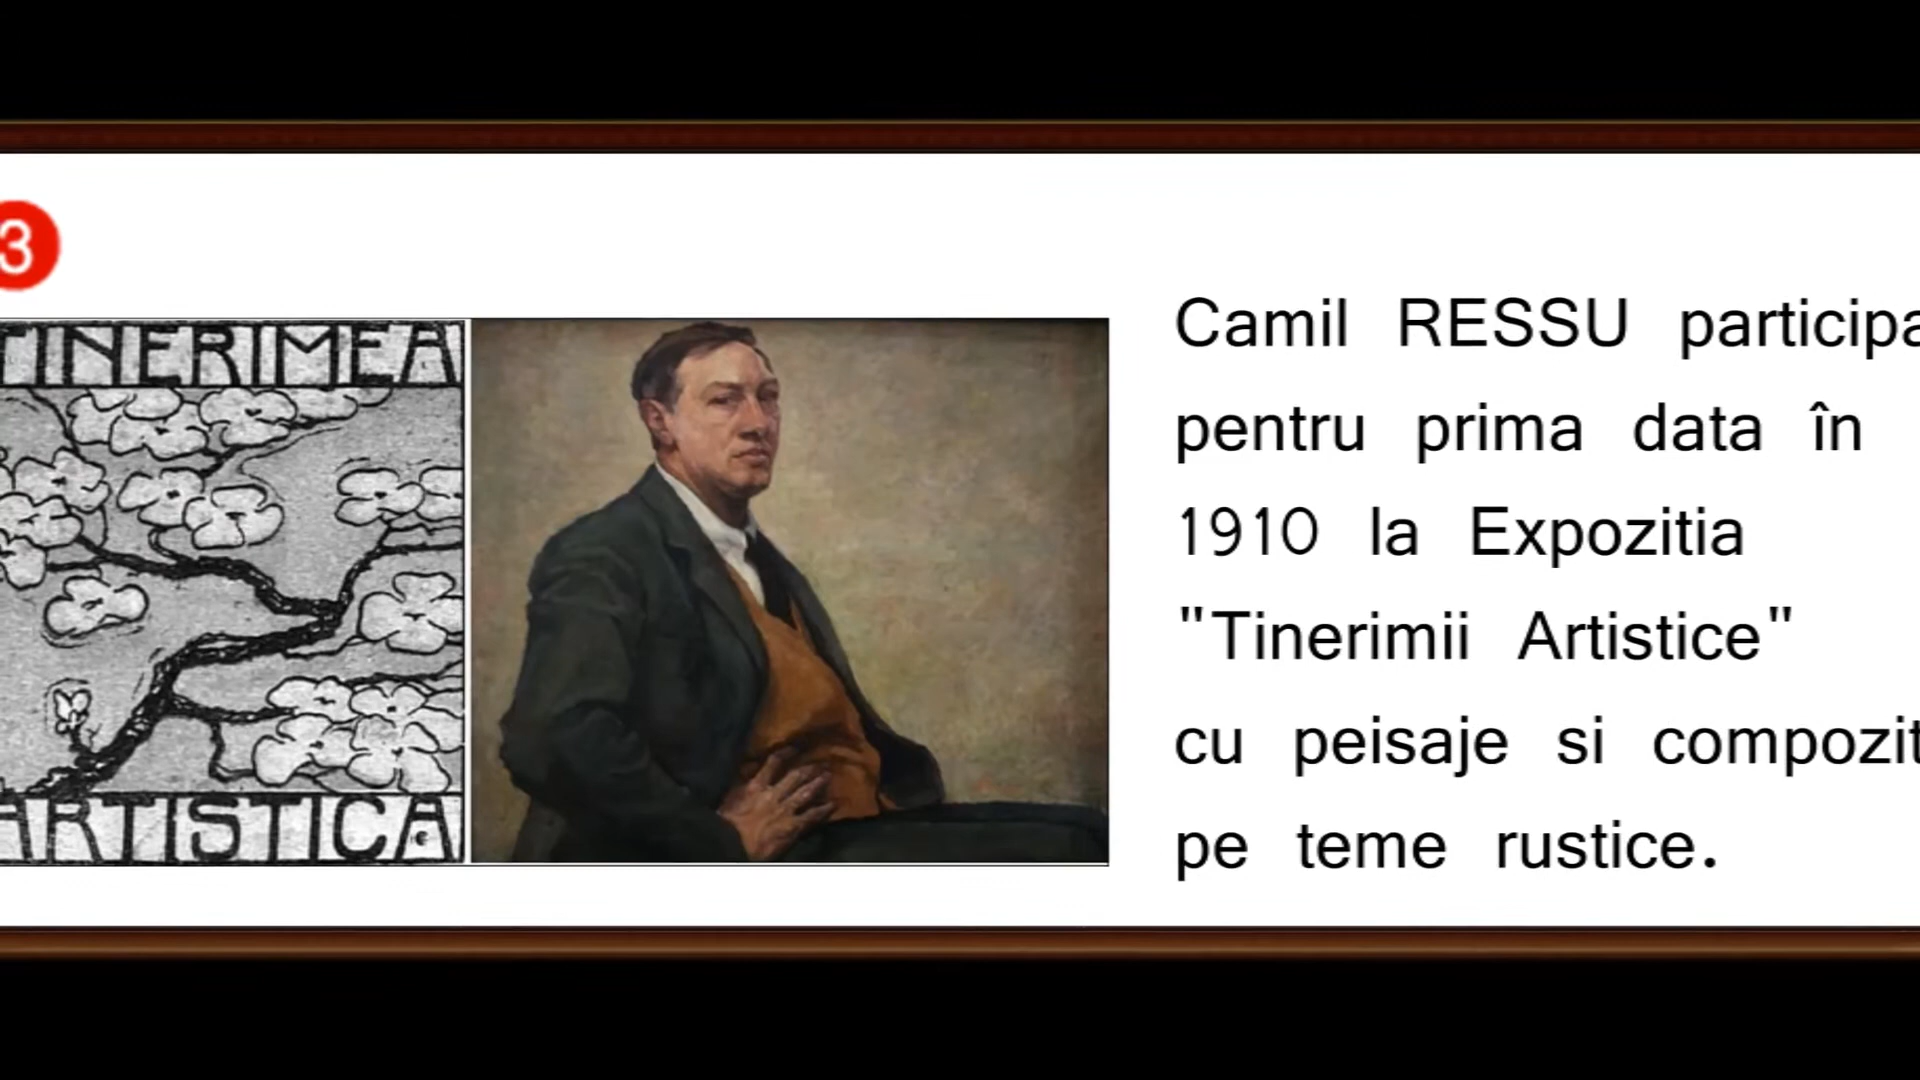 3
TINERIMEA
ARTISTICA
Camil RESSU participa
pentru prima data în
1910 la Expozitia
"Tinerimii Artistice"
cu peisaje si compozit
pe teme rustice.